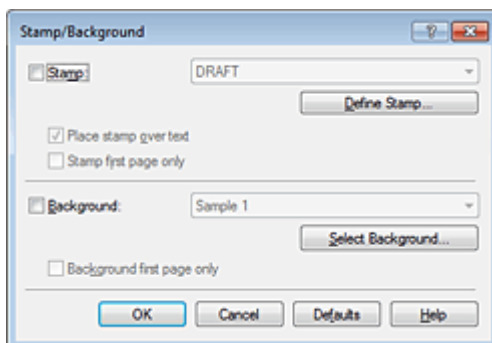 Stamp/Background
Stamp: DRAFT
Define Stamp...
Place stamp over text
Stamp first page only
Background: Sample 1
Select Background...
Background first page only
OK Cancel Defaults Help